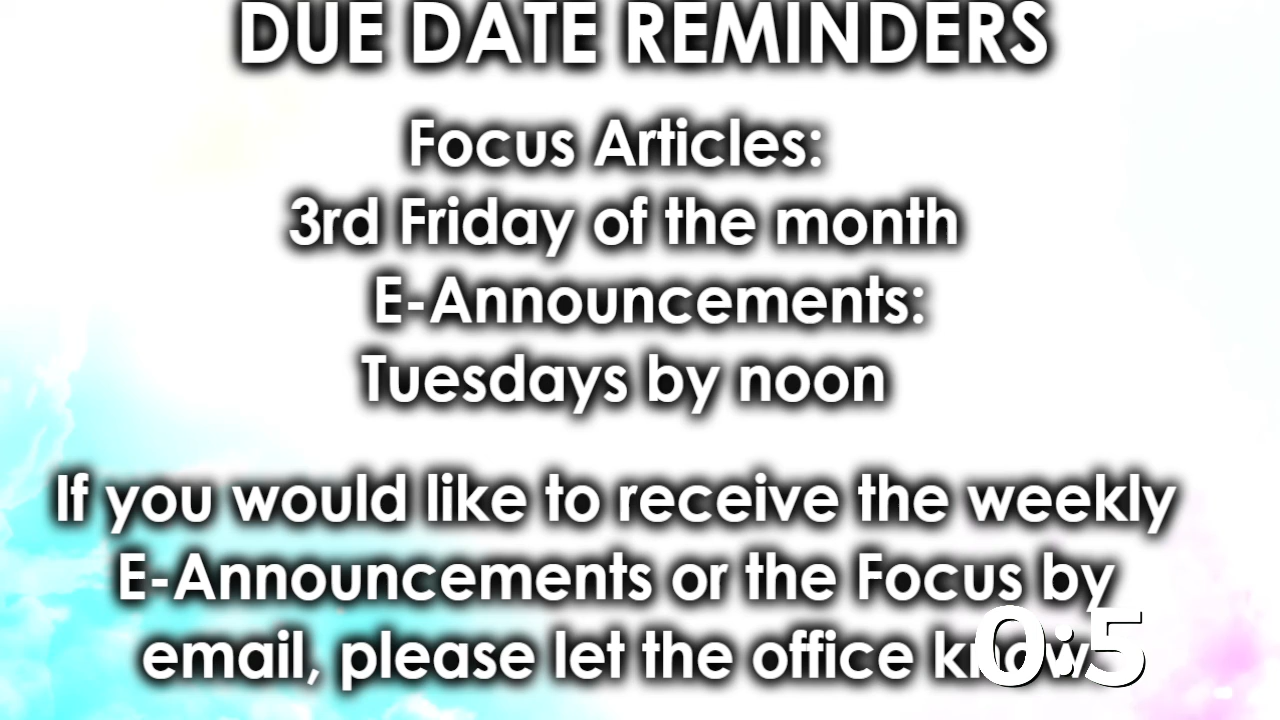 DUE DATE REMINDERS
Focus Articles:
3rd Friday of the month
E-Announcements:
Tuesdays by noon
If you would like to receive the weekly
E-Announcements or the Focus by
email, please let the office know
0:5